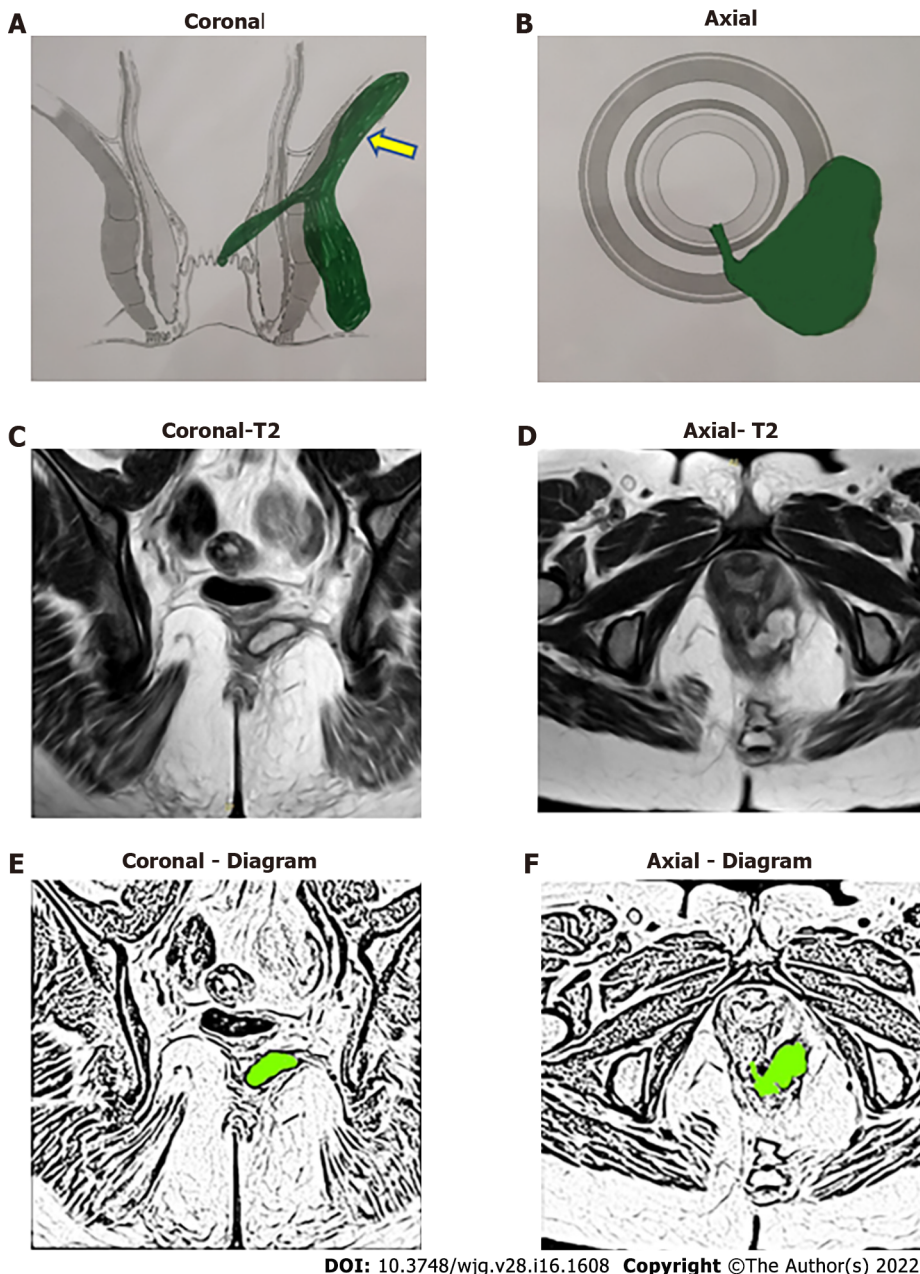 A Coronal
B Axial
C Coronal-T2
D Axial- T2
E Coronal - Diagram
F Axial - Diagram
DOI: 10.3748/wjg.v28.i16.1608 Copyright ©The Author(s) 2022